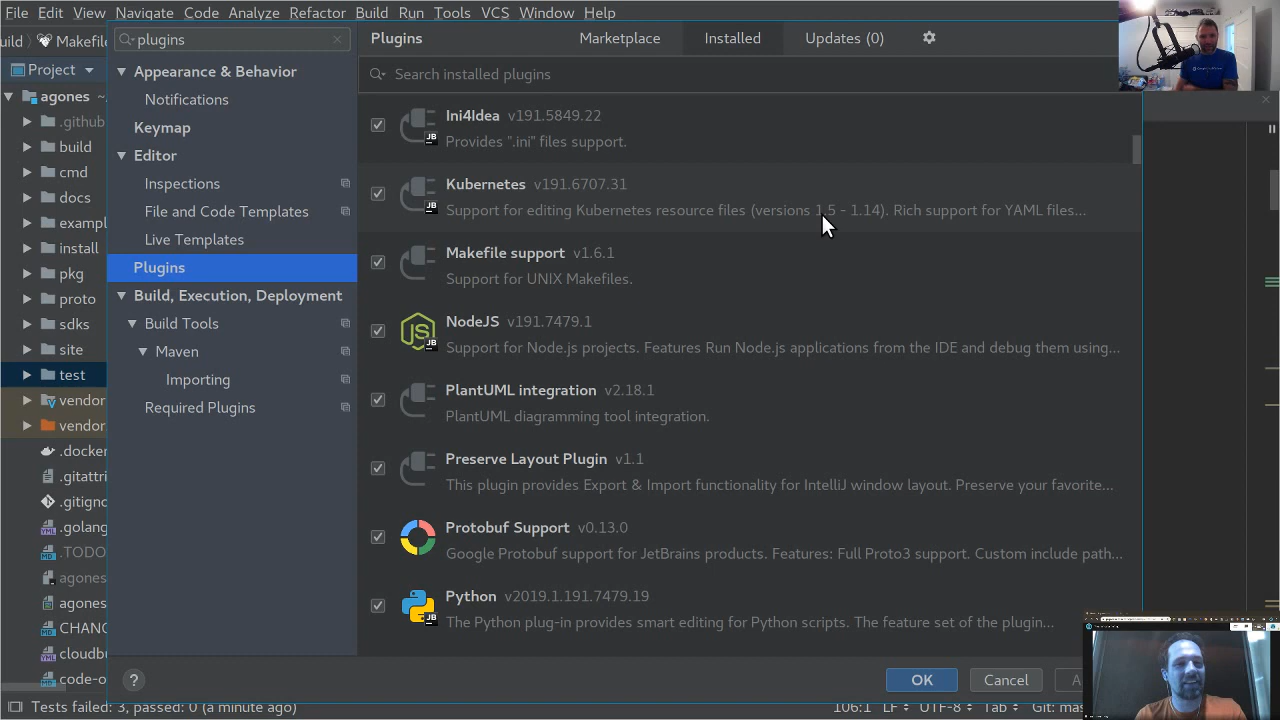 File Edit View Navigate Code Analyze Refactor Build Run Tools VCS Window Help
uild Makefile
Project
agones
.github
build
cmd
docs
exampl
install
pkg
proto
sdks
site
test
vendor
vendor
.docker
.gitattri
.gitigno
.golang
.TODO
agones
agones
CHANC
cloudbu
code-o
plugins
Appearance & Behavior
Notifications
Keymap
Editor
Inspections
File and Code Templates
Live Templates
Plugins
Build, Execution, Deployment
Build Tools
Maven
Importing
Required Plugins
Plugins Marketplace Installed Updates (0)
Search installed plugins
Ini4Idea v191.5849.22
Provides ".ini" files support.
Kubernetes v191.6707.31
Support for editing Kubernetes resource files (versions 1.5 - 1.14). Rich support for YAML files...
Makefile support v1.6.1
Support for UNIX Makefiles.
NodeJS v191.7479.1
Support for Node.js projects. Features Run Node.js applications from the IDE and debug them using...
PlantUML integration v2.18.1
PlantUML diagramming tool integration.
Preserve Layout Plugin v1.1
This plugin provides Export & Import functionality for IntelliJ window layout. Preserve your favorite...
Protobuf Support v0.13.0
Google Protobuf support for JetBrains products. Features: Full Proto3 support. Custom include path...
Python v2019.1.191.7479.19
The Python plug-in provides smart editing for Python scripts. The feature set of the plugin...
? OK Cancel A
Tests failed: 3, passed: 0 (a minute ago) 106:1 LF UTF-8 Tab Git: mas